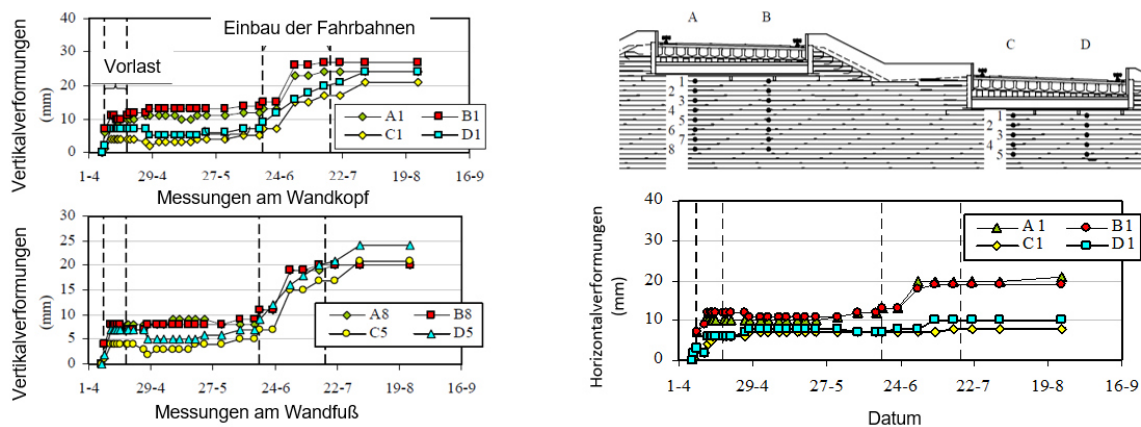 Einbau der Fahrbahnen
Vorlast
Vertikalverformungen
(mm)
40
30
20
10
0
A1 B1
C1 D1
1-4 29-4 27-5 24-6 22-7 19-8 16-9
Messungen am Wandkopf
Vertikalverformungen
(mm)
30
25
20
15
10
5
0
A8 B8
C5 D5
1-4 29-4 27-5 24-6 22-7 19-8 16-9
Messungen am Wandfuß
A B
C D
1
2
3
4
5
6
7
8
1
2
3
4
5
Horizontalverformungen
(mm)
40
30
20
10
0
A 1 B 1
C 1 D 1
1-4 29-4 27-5 24-6 22-7 19-8 16-9
Datum